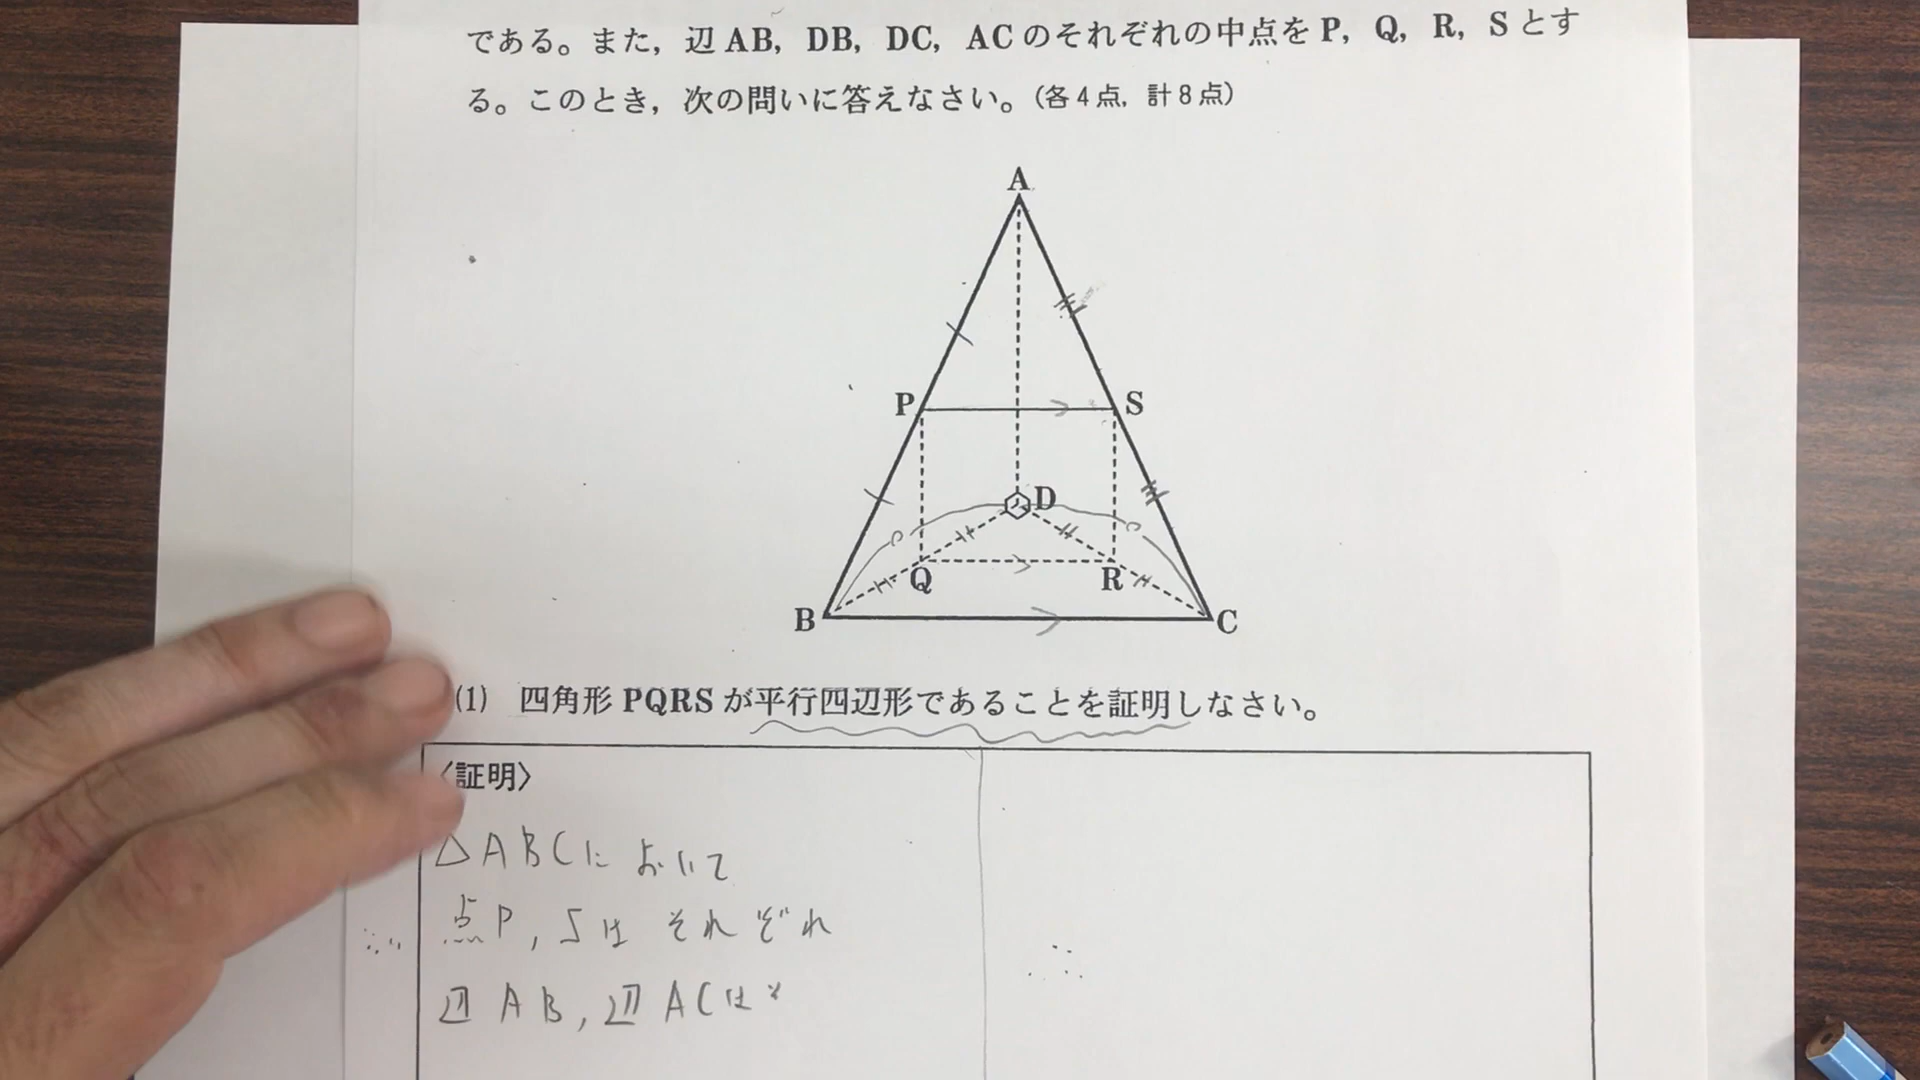 である。また，辺AB，DB，DC，ACのそれぞれの中点をP，Q，R，Sとす
る。このとき，次の問いに答えなさい。（各4点，計8点）
A
P
S
D
Q
R
B
C
(1) 四角形PQRSが平行四辺形であることを証明しなさい。
〈証明〉
△ABCにおいて
点P，Sは それぞれ
辺AB，辺ACは